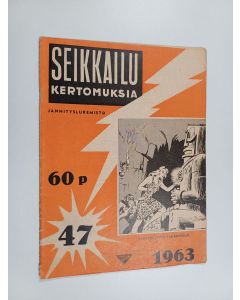 SEIKKAILU
KERTOMUKSIA
JÄNNITYSLUKEMISTO
60 p
47
1963